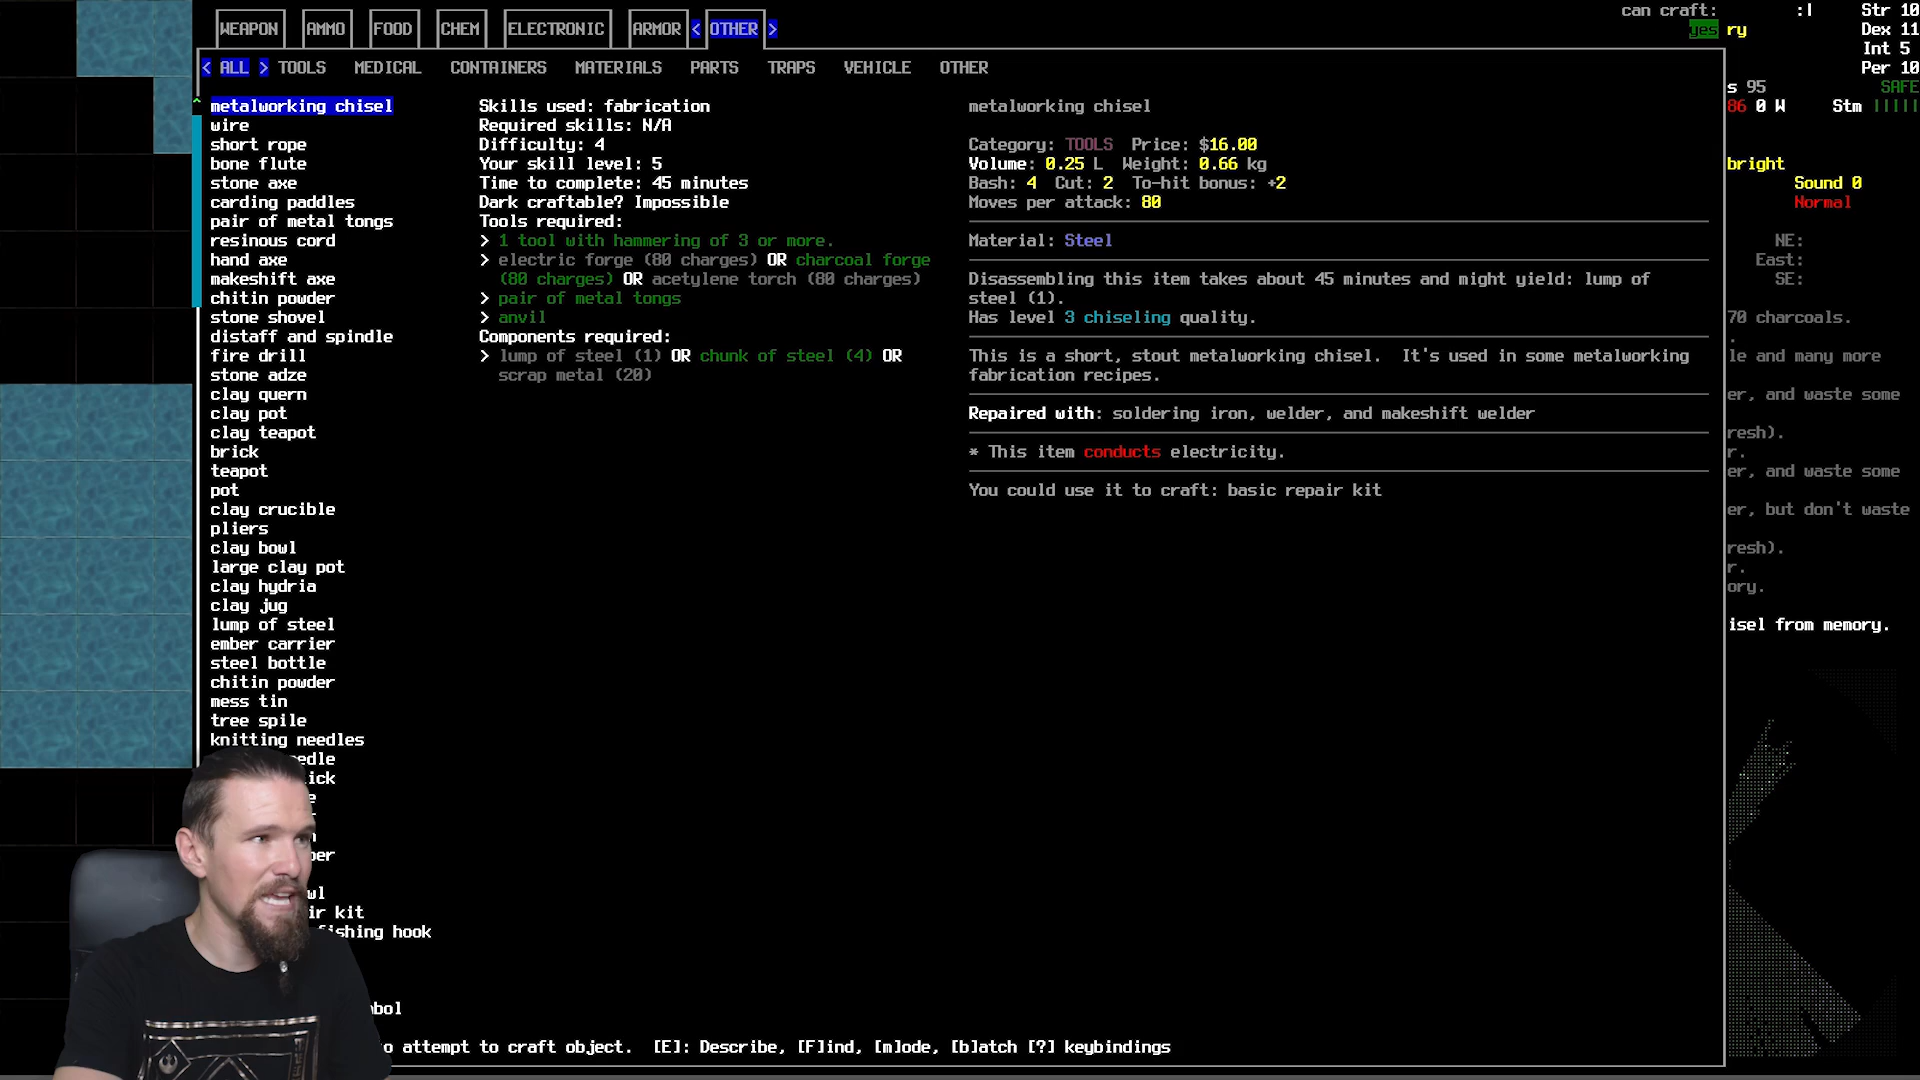 WEAPON AMMO FOOD CHEM ELECTRONIC ARMOR < OTHER >
can craft: :| Str 10
yes ry Dex 11
Int 5
< ALL > TOOLS MEDICAL CONTAINERS MATERIALS PARTS TRAPS VEHICLE OTHER
Per 10
s 95 SAFE
86 0 W Stm |||||
bright
Sound 0
Normal
NE:
East:
SE:
70 charcoals.
.
le and many more
er, and waste some
resh).
r.
er, and waste some
er, but don't waste
resh).
r.
ory.
isel from memory.
metalworking chisel
wire
short rope
bone flute
stone axe
carding paddles
pair of metal tongs
resinous cord
hand axe
makeshift axe
chitin powder
stone shovel
distaff and spindle
fire drill
stone adze
clay quern
clay pot
clay teapot
brick
teapot
pot
clay crucible
pliers
clay bowl
large clay pot
clay hydria
clay jug
lump of steel
ember carrier
steel bottle
chitin powder
mess tin
tree spile
knitting needles
edle
ick
per
wl
ir kit
fishing hook
mbol
Skills used: fabrication
Required skills: N/A
Difficulty: 4
Your skill level: 5
Time to complete: 45 minutes
Dark craftable? Impossible
Tools required:
> 1 tool with hammering of 3 or more.
> electric forge (80 charges) OR charcoal forge
(80 charges) OR acetylene torch (80 charges)
> pair of metal tongs
> anvil
Components required:
> lump of steel (1) OR chunk of steel (4) OR
scrap metal (20)
metalworking chisel
Category: TOOLS Price: $16.00
Volume: 0.25 L Weight: 0.66 kg
Bash: 4 Cut: 2 To-hit bonus: +2
Moves per attack: 80
Material: Steel
Disassembling this item takes about 45 minutes and might yield: lump of
steel (1).
Has level 3 chiseling quality.
This is a short, stout metalworking chisel. It's used in some metalworking
fabrication recipes.
Repaired with: soldering iron, welder, and makeshift welder
* This item conducts electricity.
You could use it to craft: basic repair kit
o attempt to craft object. [E]: Describe, [F]ind, [m]ode, [b]atch [?] keybindings